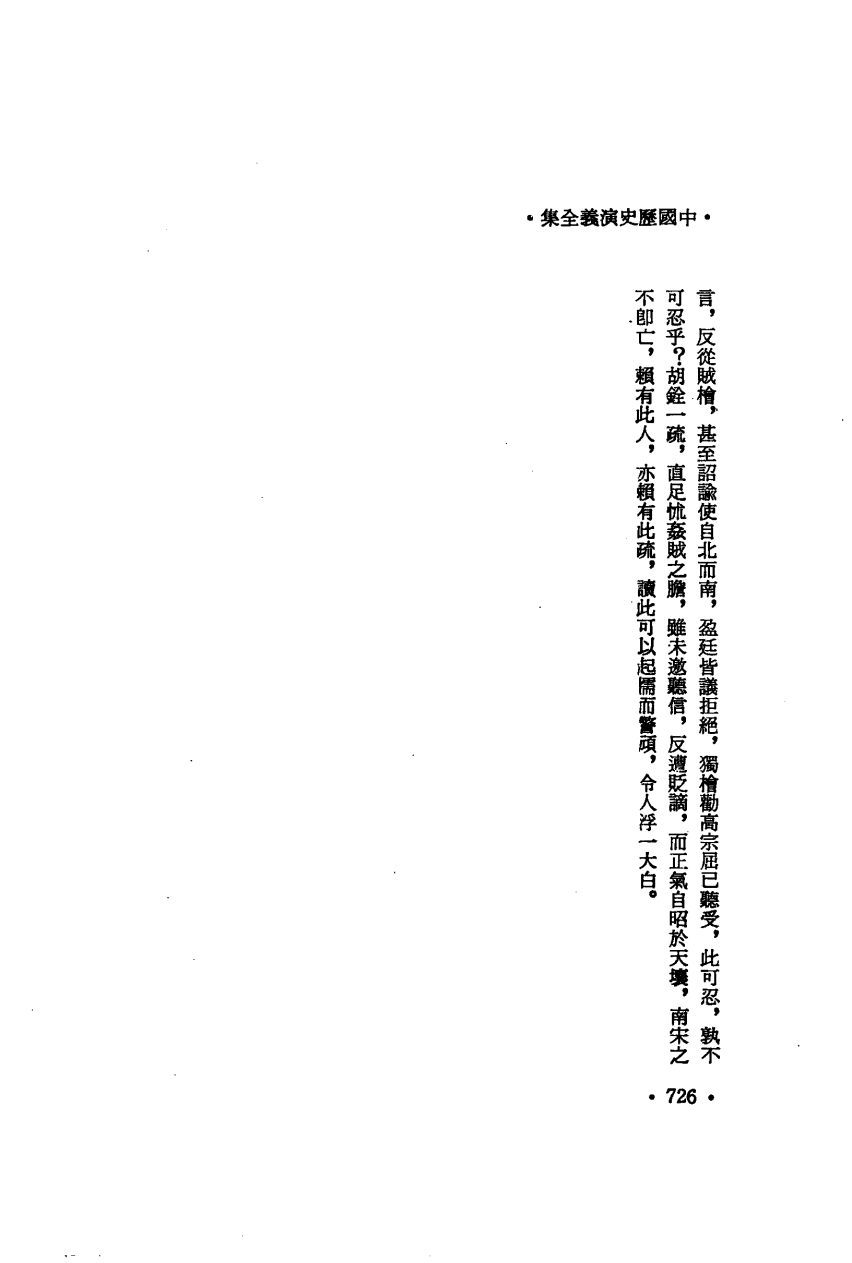 •中國歷史演義全集•
言，反從賊檜，甚至詔諭使自北而南，盈廷皆議拒絕，獨檜勸高宗屈已聽受，此可忍，孰不
可忍乎？胡銓一疏，直足怵姦賊之膽，雖未邀聽信，反遭貶謫，而正氣自昭於天壤，南宋之
不卽亡，賴有此人，亦賴有此疏，讀此可以起懦而警頑，令人浮一大白。
•726•